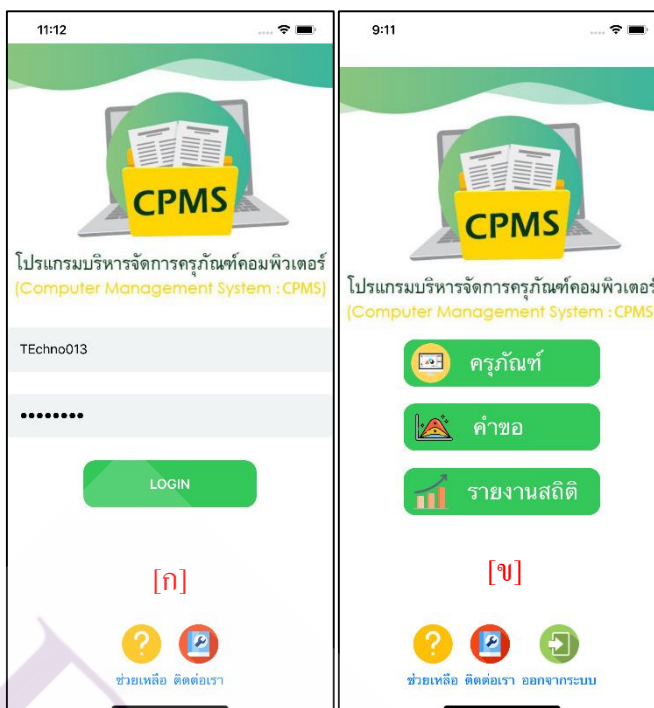 11:12
CPMS
โปรแกรมบริหารจัดการครุภัณฑ์คอมพิวเตอร์
(Computer Management System : CPMS)
TEchno013
••••••••
LOGIN
[ก]
ช่วยเหลือ ติดต่อเรา
9:11
CPMS
โปรแกรมบริหารจัดการครุภัณฑ์คอมพิวเตอร์
(Computer Management System : CPMS
ครุภัณฑ์
คำขอ
รายงานสถิติ
[ข]
ช่วยเหลือ ติดต่อเรา ออกจากระบบ